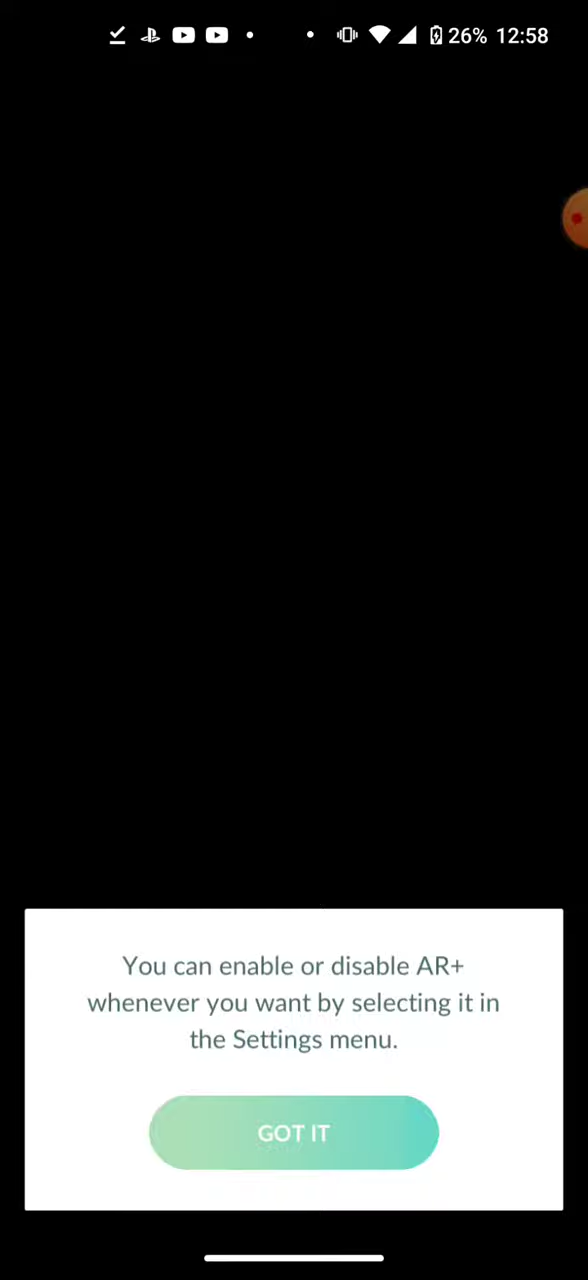 26% 12:58
You can enable or disable AR+
whenever you want by selecting it in
the Settings menu.
GOT IT